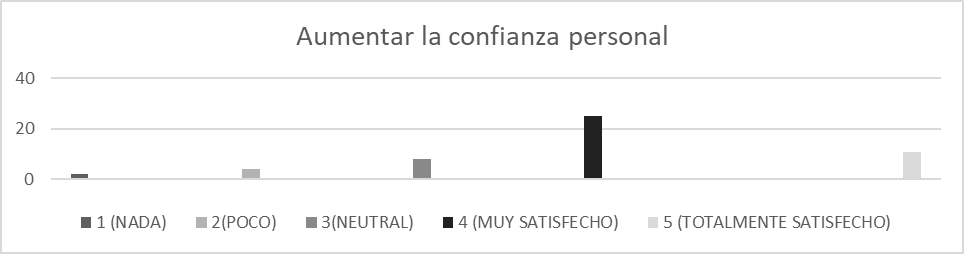 Aumentar la confianza personal
40
20
0
1 (NADA) 2(POCO) 3(NEUTRAL) 4 (MUY SATISFECHO) 5 (TOTALMENTE SATISFECHO)